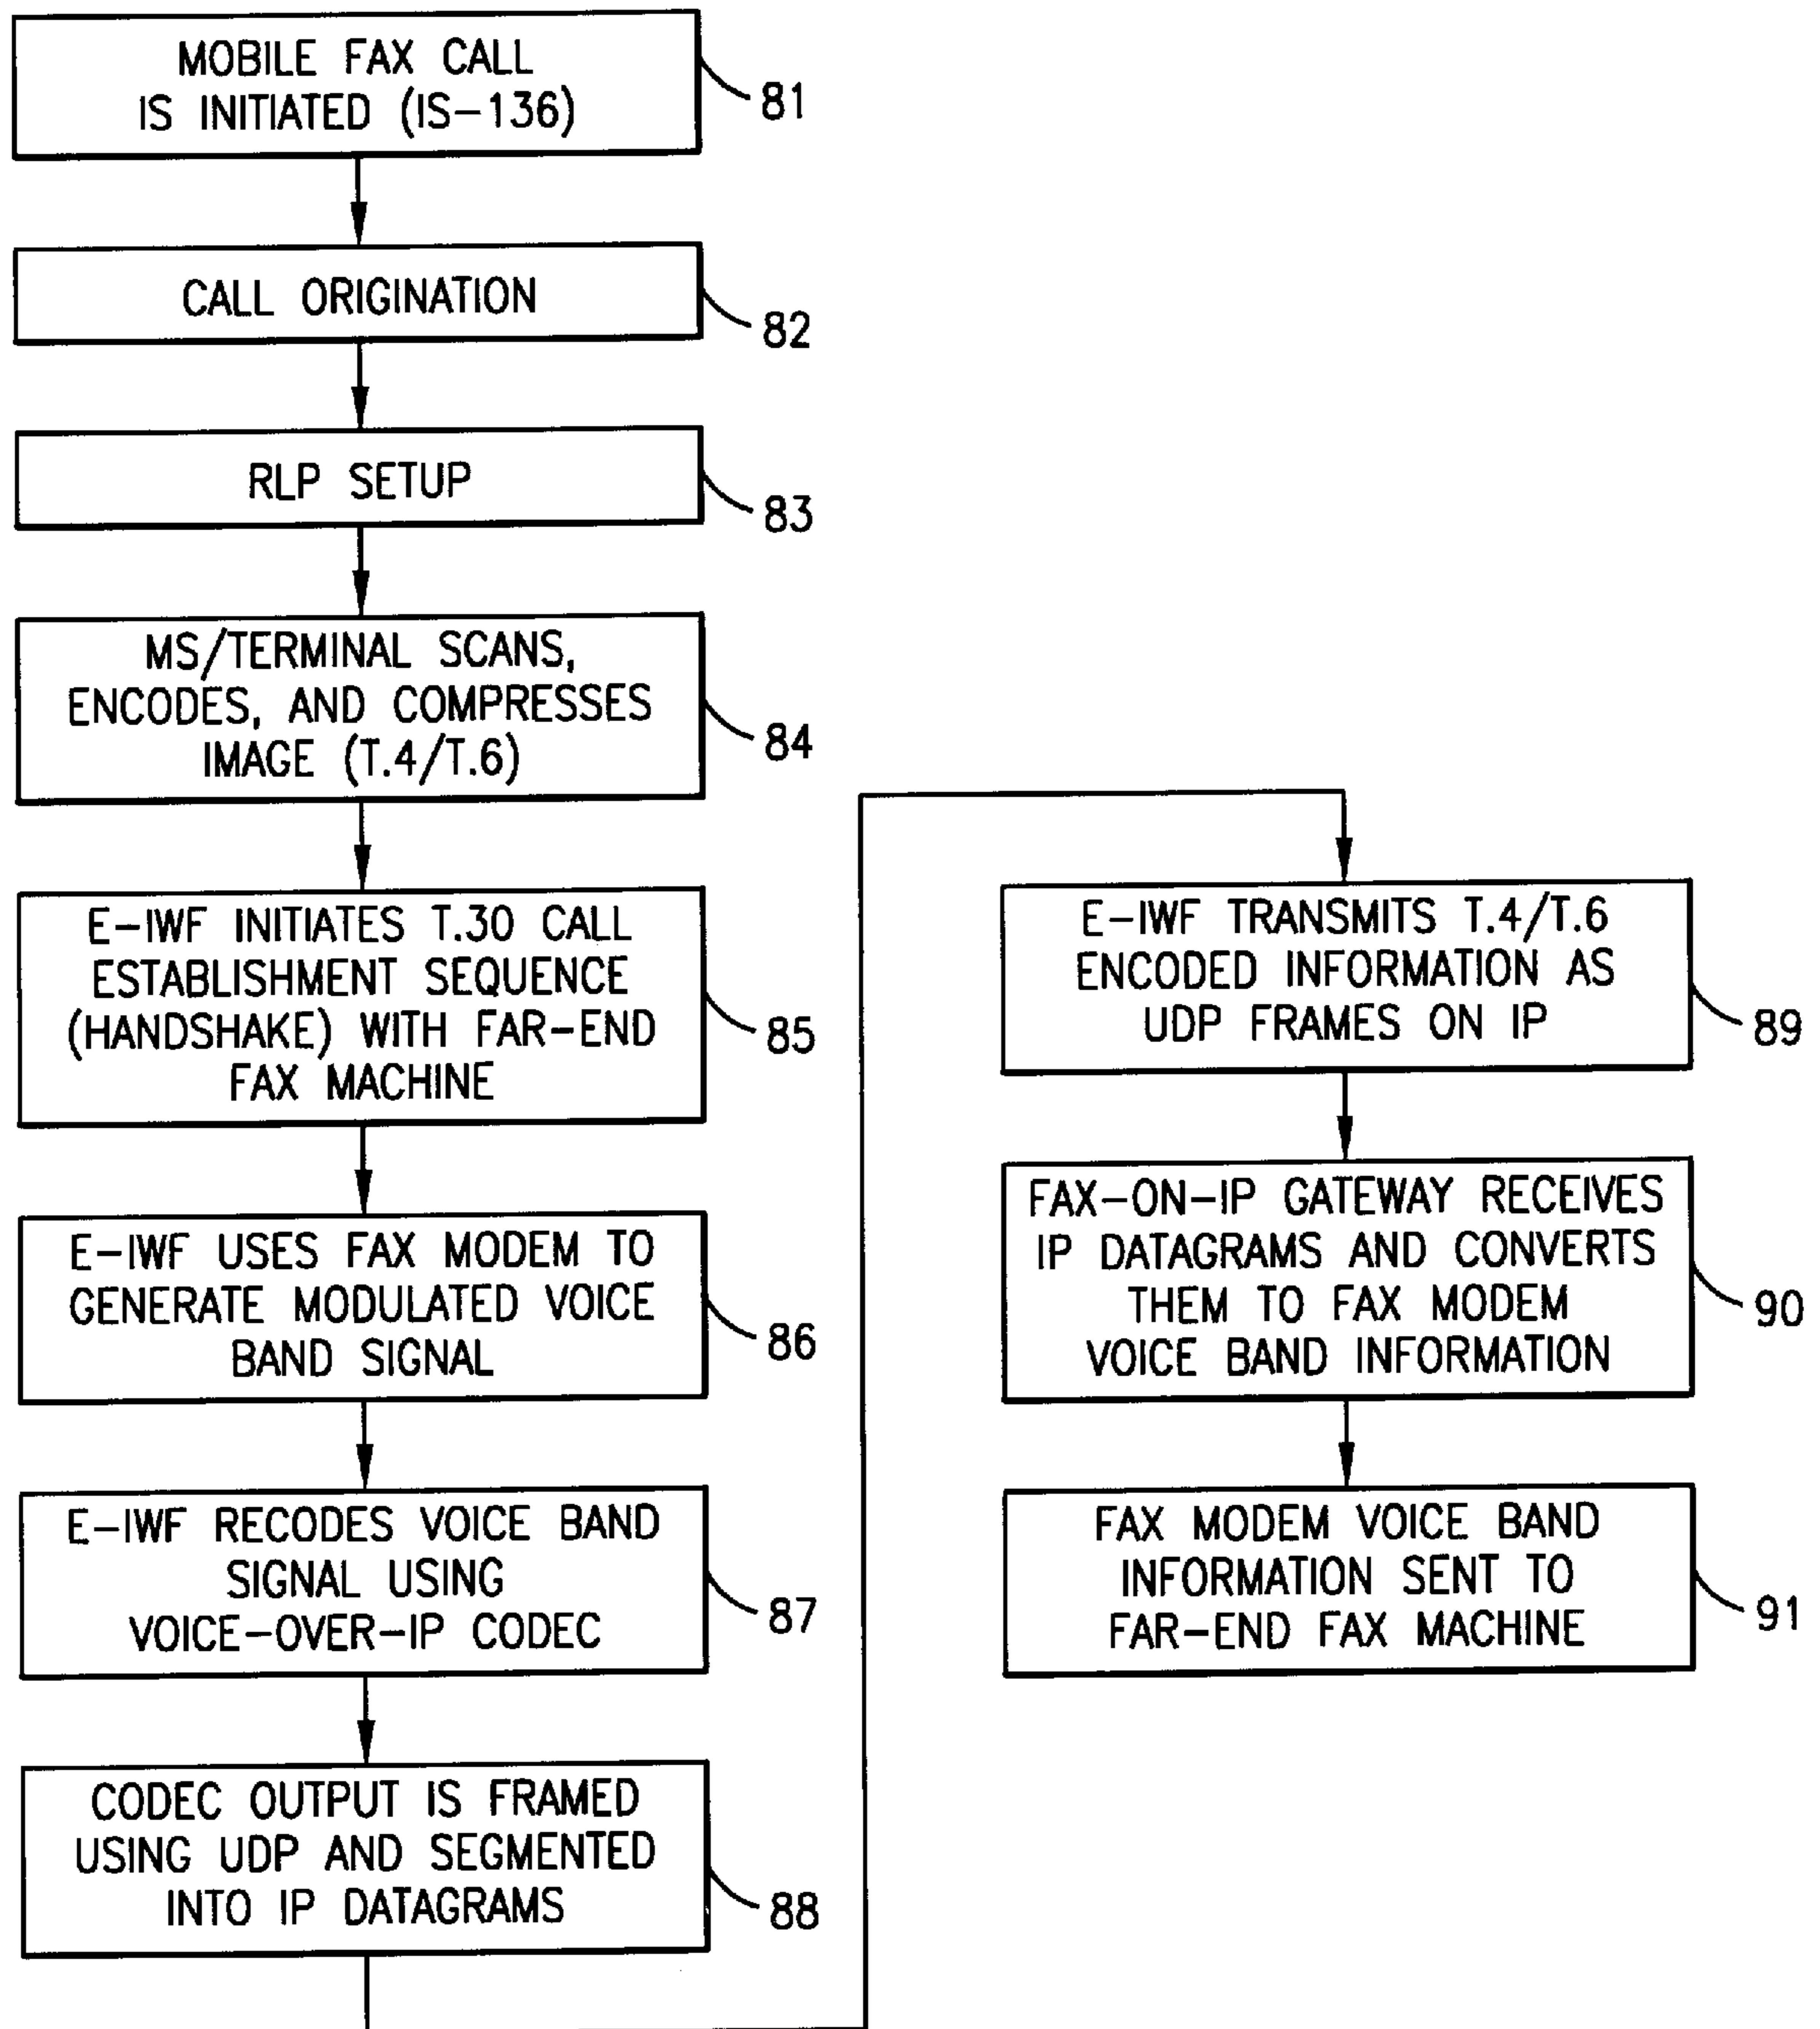 MOBILE FAX CALL
IS INITIATED (IS-136)
81
CALL ORIGINATION
82
RLP SETUP
83
MS/TERMINAL SCANS,
ENCODES, AND COMPRESSES
IMAGE (T.4/T.6)
84
E-IWF INITIATES T.30 CALL
ESTABLISHMENT SEQUENCE
(HANDSHAKE) WITH FAR-END
FAX MACHINE
85
E-IWF USES FAX MODEM TO
GENERATE MODULATED VOICE
BAND SIGNAL
86
E-IWF RECODES VOICE BAND
SIGNAL USING
VOICE-OVER-IP CODEC
87
CODEC OUTPUT IS FRAMED
USING UDP AND SEGMENTED
INTO IP DATAGRAMS
88
E-IWF TRANSMITS T.4/T.6
ENCODED INFORMATION AS
UDP FRAMES ON IP
89
FAX-ON-IP GATEWAY RECEIVES
IP DATAGRAMS AND CONVERTS
THEM TO FAX MODEM
VOICE BAND INFORMATION
90
FAX MODEM VOICE BAND
INFORMATION SENT TO
FAR-END FAX MACHINE
91